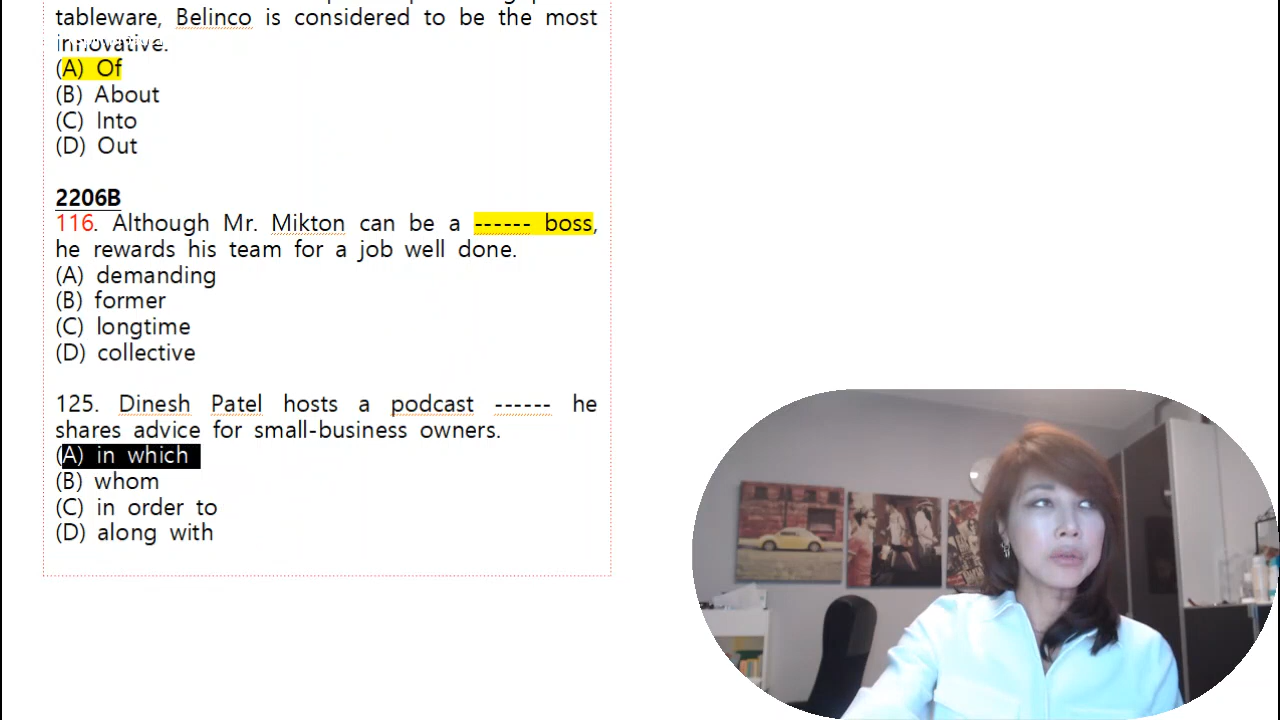 tableware, Belinco is considered to be the most
innovative.
(A) Of
(B) About
(C) Into
(D) Out
2206B
116. Although Mr. Mikton can be a ------ boss,
he rewards his team for a job well done.
(A) demanding
(B) former
(C) longtime
(D) collective
125. Dinesh Patel hosts a podcast ------ he
shares advice for small-business owners.
(A) in which
(B) whom
(C) in order to
(D) along with